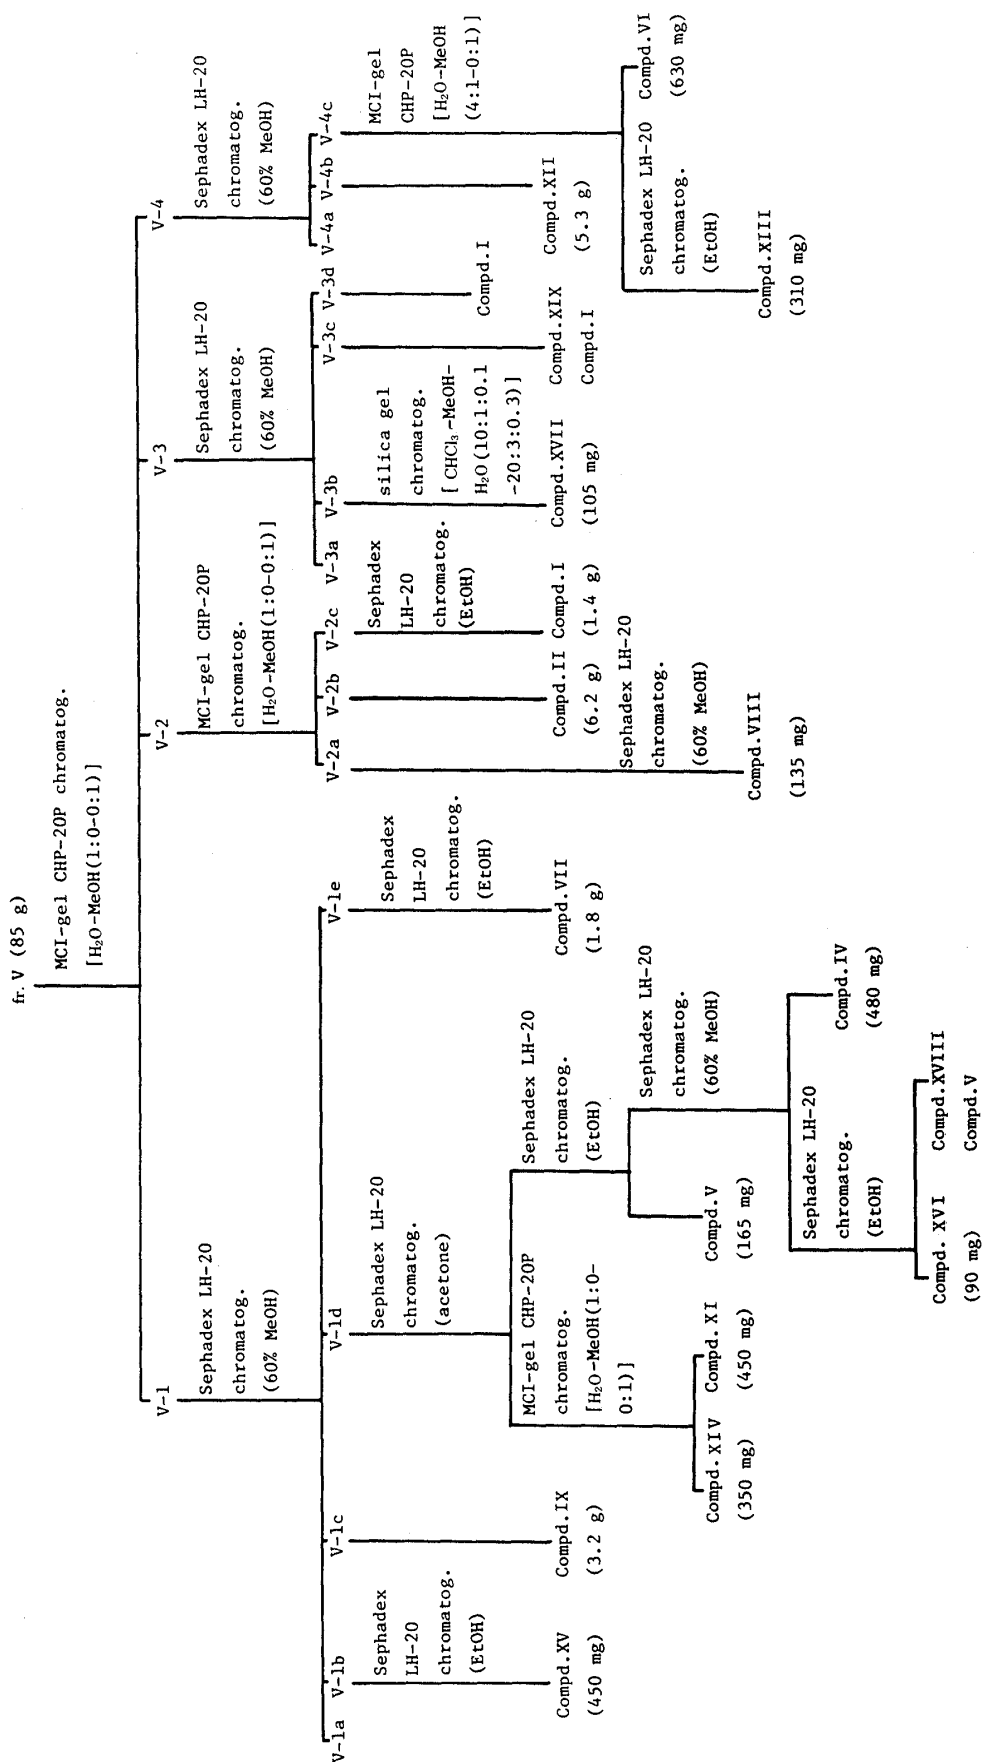 fr. V (85 g)
MCI-gel CHP-20P chromatog.
[H₂O-MeOH(1:0-0:1)]
V-1
Sephadex LH-20
chromatog.
(60% MeOH)
V-1a
V-1b
Sephadex
LH-20
chromatog.
(EtOH)
Compd.XV
(450 mg)
V-1c
Compd.IX
(3.2 g)
V-1d
Sephadex LH-20
chromatog.
(acetone)
MCI-gel CHP-20P
chromatog.
[H₂O-MeOH(1:0-
0:1)]
Compd.XIV
(350 mg)
Compd.XI
(450 mg)
Sephadex LH-20
chromatog.
(EtOH)
Compd.V
(165 mg)
Sephadex LH-20
chromatog.
(60% MeOH)
Sephadex LH-20
chromatog.
(EtOH)
Compd. XVI
(90 mg)
Compd.XVIII
Compd.V
Compd.IV
(480 mg)
V-1e
Sephadex
LH-20
chromatog.
(EtOH)
Compd.VII
(1.8 g)
V-2
MCI-gel CHP-20P
chromatog.
[H₂O-MeOH(1:0-0:1)]
V-2a
Sephadex LH-20
chromatog.
(60% MeOH)
Compd.VIII
(135 mg)
V-2b
Compd.II
(6.2 g)
V-2c
Sephadex
LH-20
chromatog.
(EtOH)
Compd.I
(1.4 g)
V-3
Sephadex LH-20
chromatog.
(60% MeOH)
V-3a
V-3b
silica gel
chromatog.
[CHCl₃-MeOH-
H₂O(10:1:0.1
-20:3:0.3)]
Compd.XVII
(105 mg)
V-3c
Compd.XIX
Compd.I
V-3d
Compd.I
V-4
Sephadex LH-20
chromatog.
(60% MeOH)
V-4a
V-4b
Compd.XII
(5.3 g)
V-4c
MCI-gel
CHP-20P
[H₂O-MeOH
(4:1-0:1)]
Sephadex LH-20
chromatog.
(EtOH)
Compd.XIII
(310 mg)
Compd.VI
(630 mg)